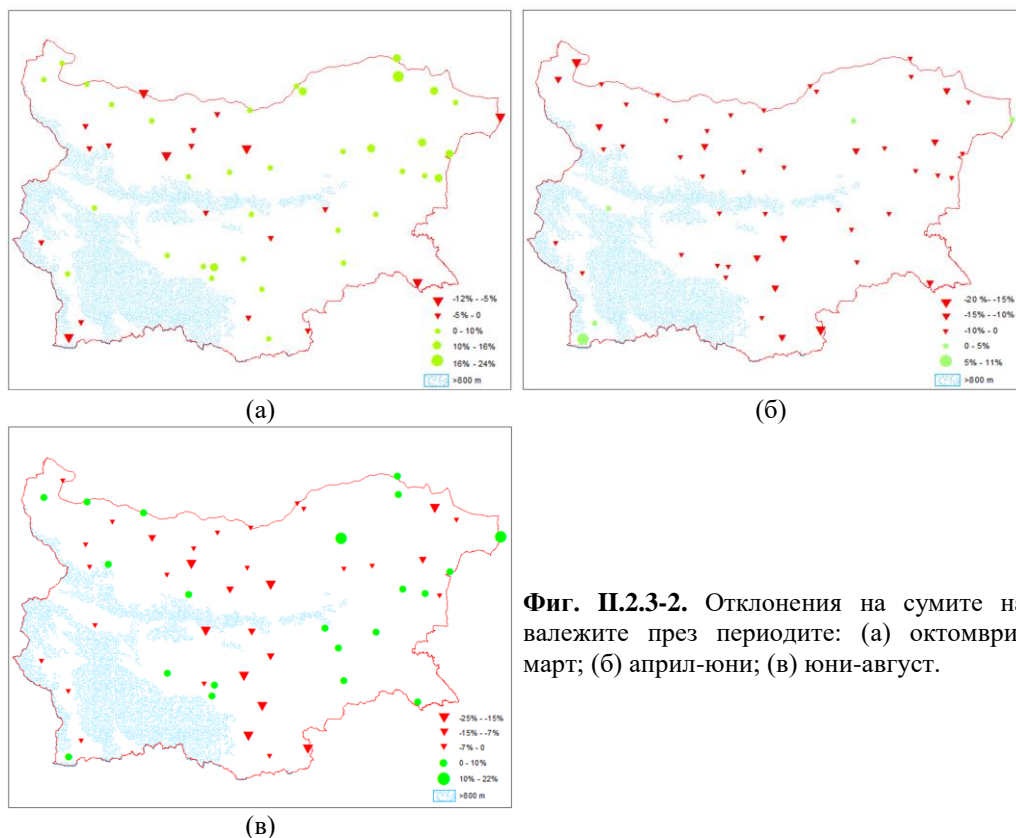 -12% - -5%
-5% - 0
0 - 10%
10% - 16%
16% - 24%
>800 m
(а)
-20 %- -15%
-15% - -10%
-10% - 0
0 - 5%
5% - 11%
>800 m
(б)
-25% - -15%
-15% - -7%
-7% - 0
0 - 10%
10% - 22%
>800 m
(в)
Фиг. II.2.3-2. Отклонения на сумите на
валежите през периодите: (а) октомври-
март; (б) април-юни; (в) юни-август.